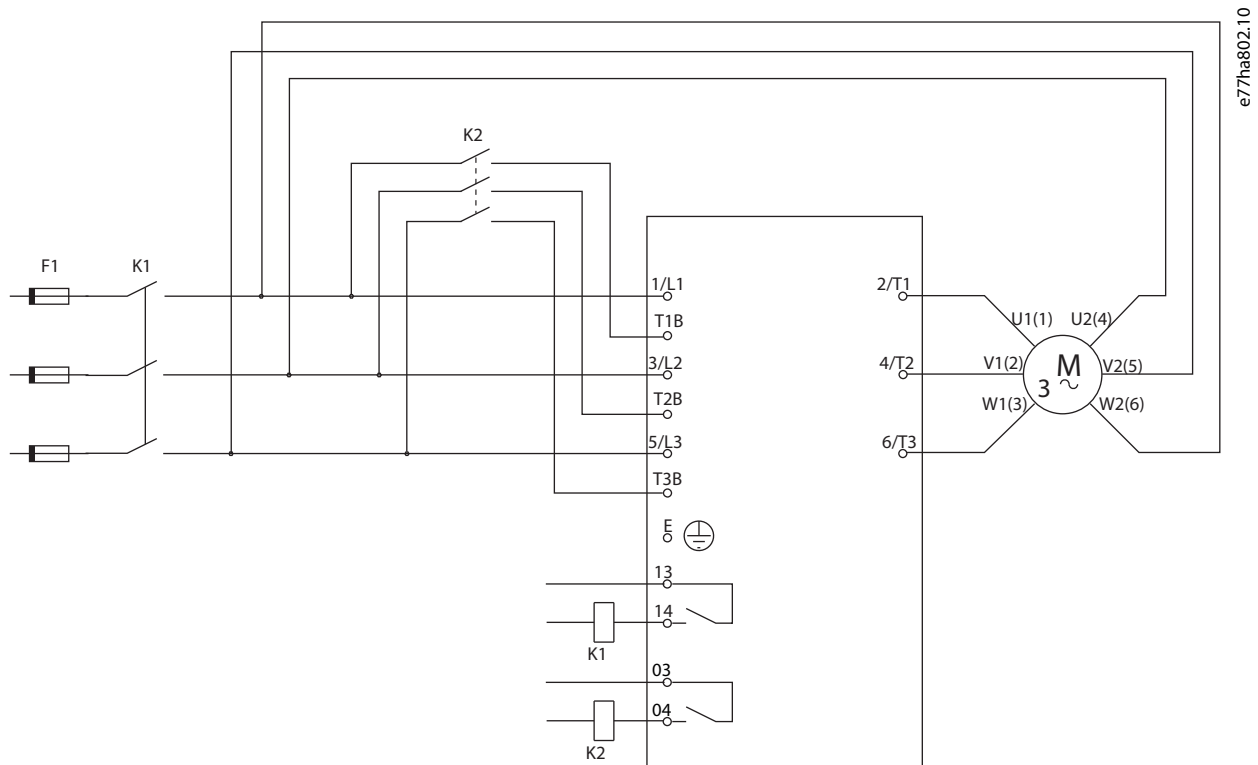 e77ha802.10
K2
F1
K1
1/L1
2/T1
T1B
U1(1)
U2(4)
3/L2
4/T2
V1(2)
M
V2(5)
3
~
T2B
W1(3)
W2(6)
5/L3
6/T3
T3B
E
13
14
K1
03
04
K2